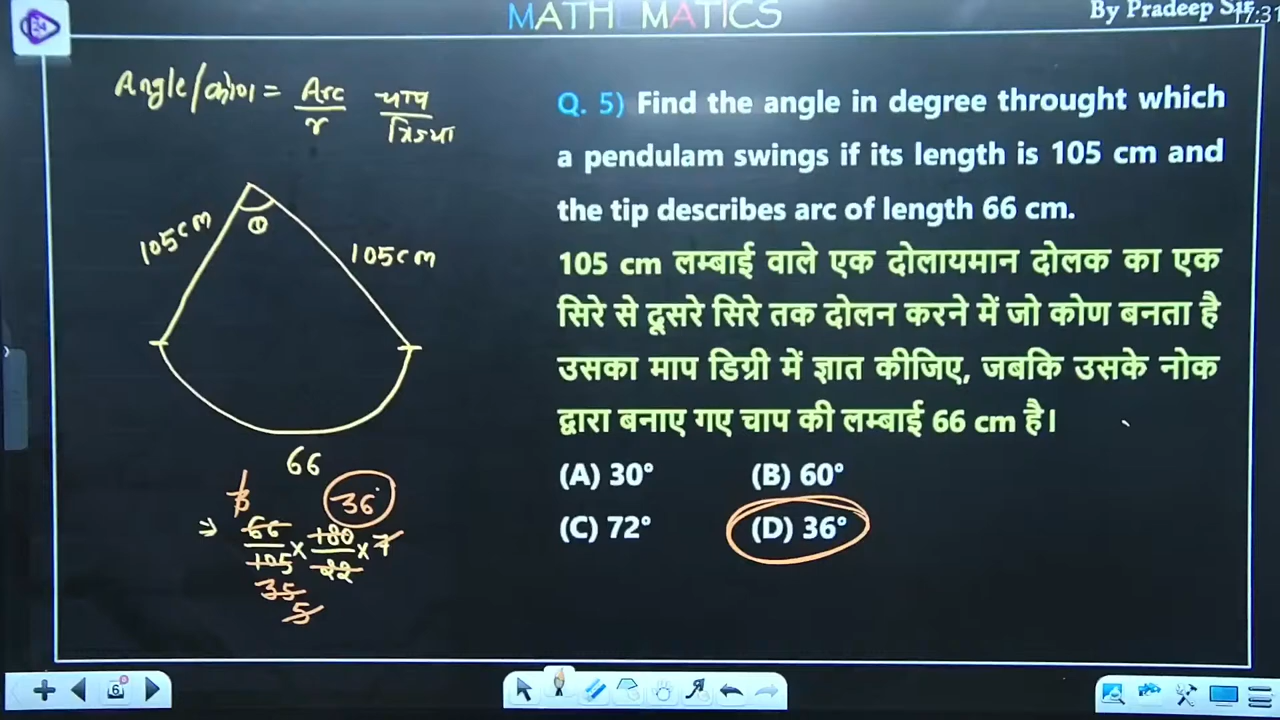 MATHEMATICS
By Pradeep Sir
17:31
Angle/कोण = Arc/r चाप/त्रिज्या
105cm
θ
105cm
66
36°
⇒ 66/105 × 180/22 × 7
35
5
Q. 5) Find the angle in degree throught which
a pendulam swings if its length is 105 cm and
the tip describes arc of length 66 cm.
105 cm लम्बाई वाले एक दोलायमान दोलक का एक
सिरे से दूसरे सिरे तक दोलन करने में जो कोण बनता है
उसका माप डिग्री में ज्ञात कीजिए, जबकि उसके नोक
द्वारा बनाए गए चाप की लम्बाई 66 cm है।
(A) 30° (B) 60°
(C) 72° (D) 36°
6